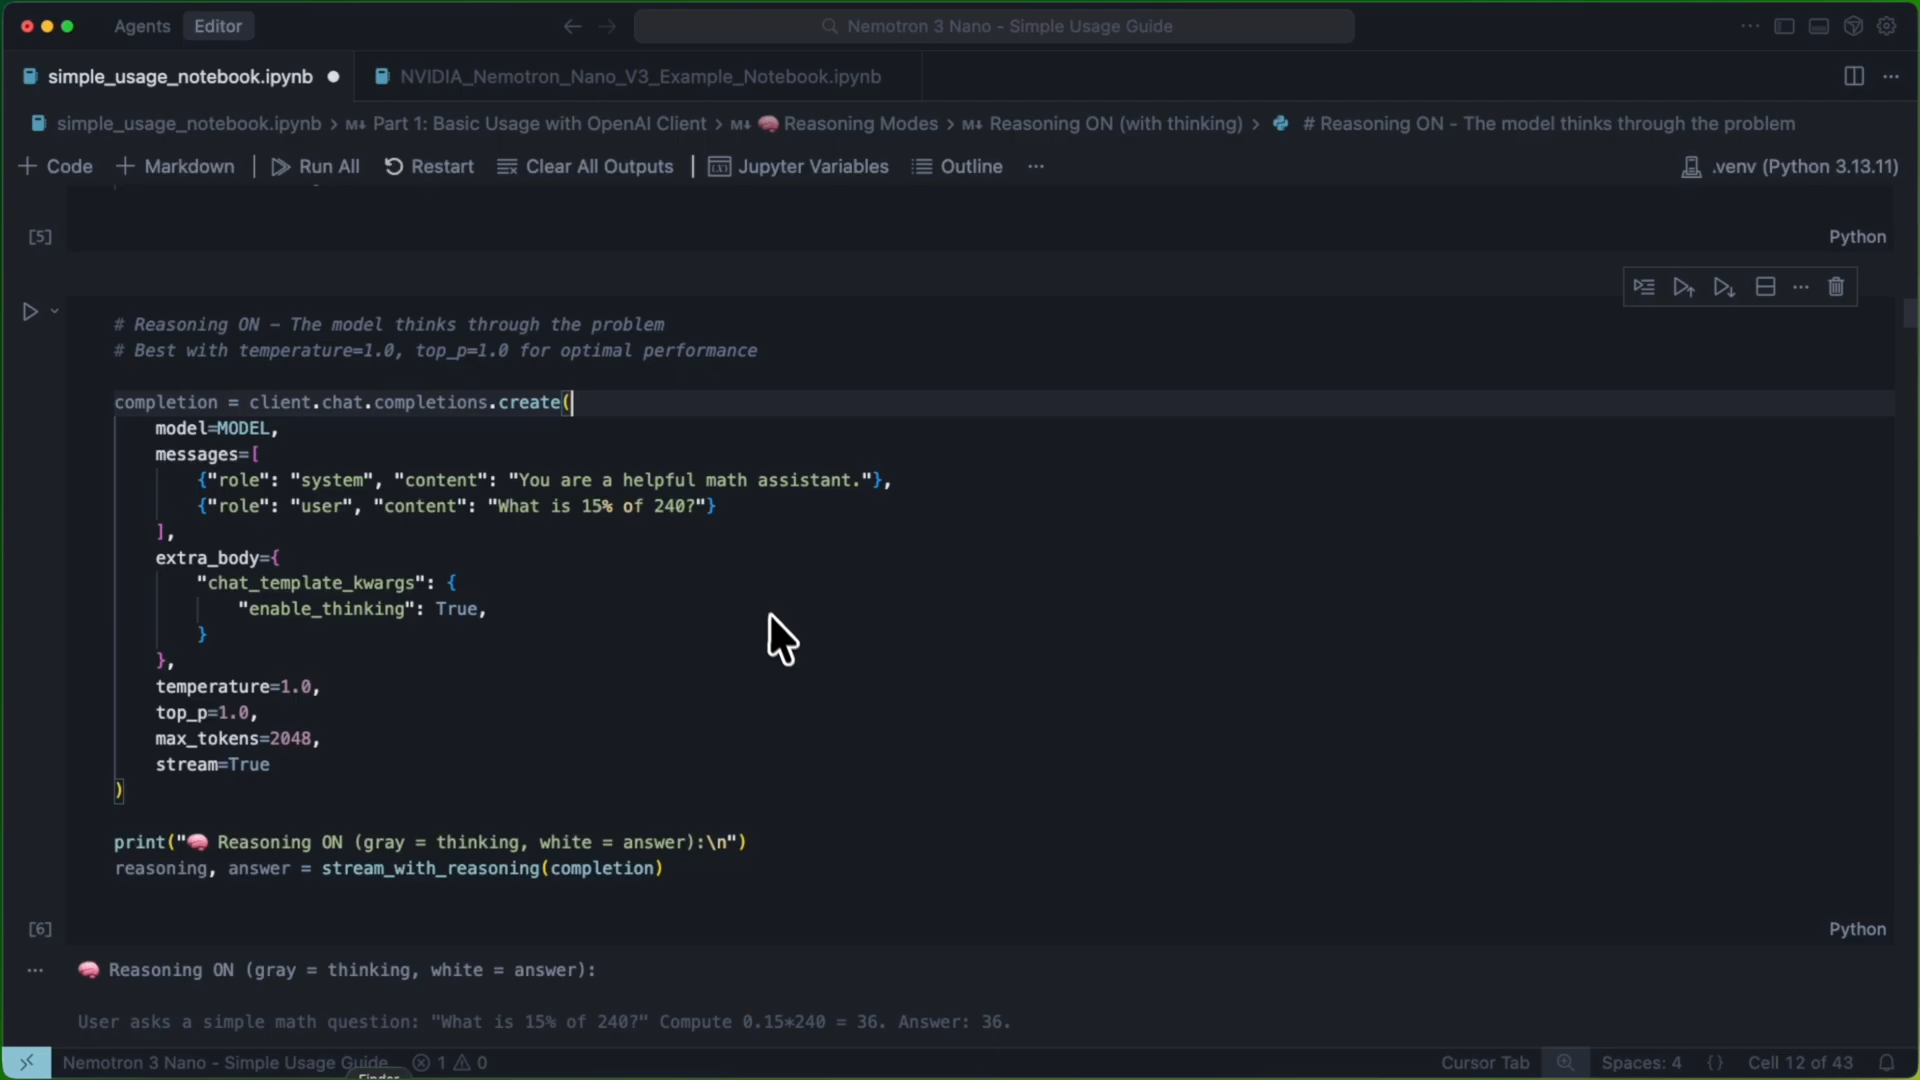 Agents Editor Nemotron 3 Nano - Simple Usage Guide
simple_usage_notebook.ipynb NVIDIA_Nemotron_Nano_V3_Example_Notebook.ipynb
simple_usage_notebook.ipynb > M↓ Part 1: Basic Usage with OpenAI Client > M↓ 🧠 Reasoning Modes > M↓ Reasoning ON (with thinking) > # Reasoning ON - The model thinks through the problem
+ Code + Markdown | Run All Restart Clear All Outputs | Jupyter Variables Outline ··· .venv (Python 3.13.11)
[5] Python
# Reasoning ON - The model thinks through the problem
# Best with temperature=1.0, top_p=1.0 for optimal performance
completion = client.chat.completions.create(
model=MODEL,
messages=[
{"role": "system", "content": "You are a helpful math assistant."},
{"role": "user", "content": "What is 15% of 240?"}
],
extra_body={
"chat_template_kwargs": {
"enable_thinking": True,
}
},
temperature=1.0,
top_p=1.0,
max_tokens=2048,
stream=True
)
print("🧠 Reasoning ON (gray = thinking, white = answer):\n")
reasoning, answer = stream_with_reasoning(completion)
[6] Python
🧠 Reasoning ON (gray = thinking, white = answer):
User asks a simple math question: "What is 15% of 240?" Compute 0.15*240 = 36. Answer: 36.
Nemotron 3 Nano - Simple Usage Guide 1 0 Cursor Tab Spaces: 4 {} Cell 12 of 43
Finder